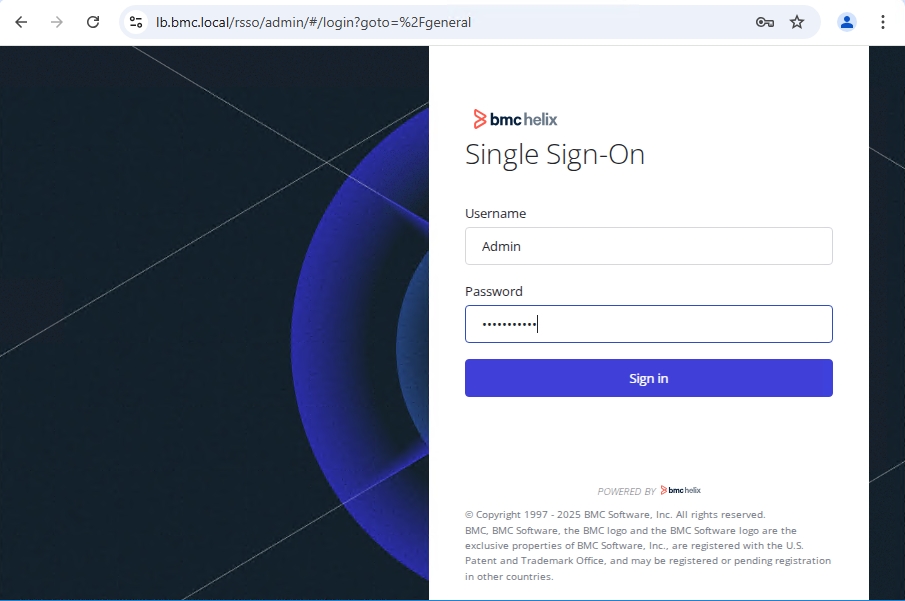 lb.bmc.local/rsso/admin/#/login?goto=%2Fgeneral
bmc helix
Single Sign-On
Username
Admin
Password
•••••••••••
Sign in
POWERED BY bmc helix
© Copyright 1997 - 2025 BMC Software, Inc. All rights reserved.
BMC, BMC Software, the BMC logo and the BMC Software logo are the
exclusive properties of BMC Software, Inc., are registered with the U.S.
Patent and Trademark Office, and may be registered or pending registration
in other countries.